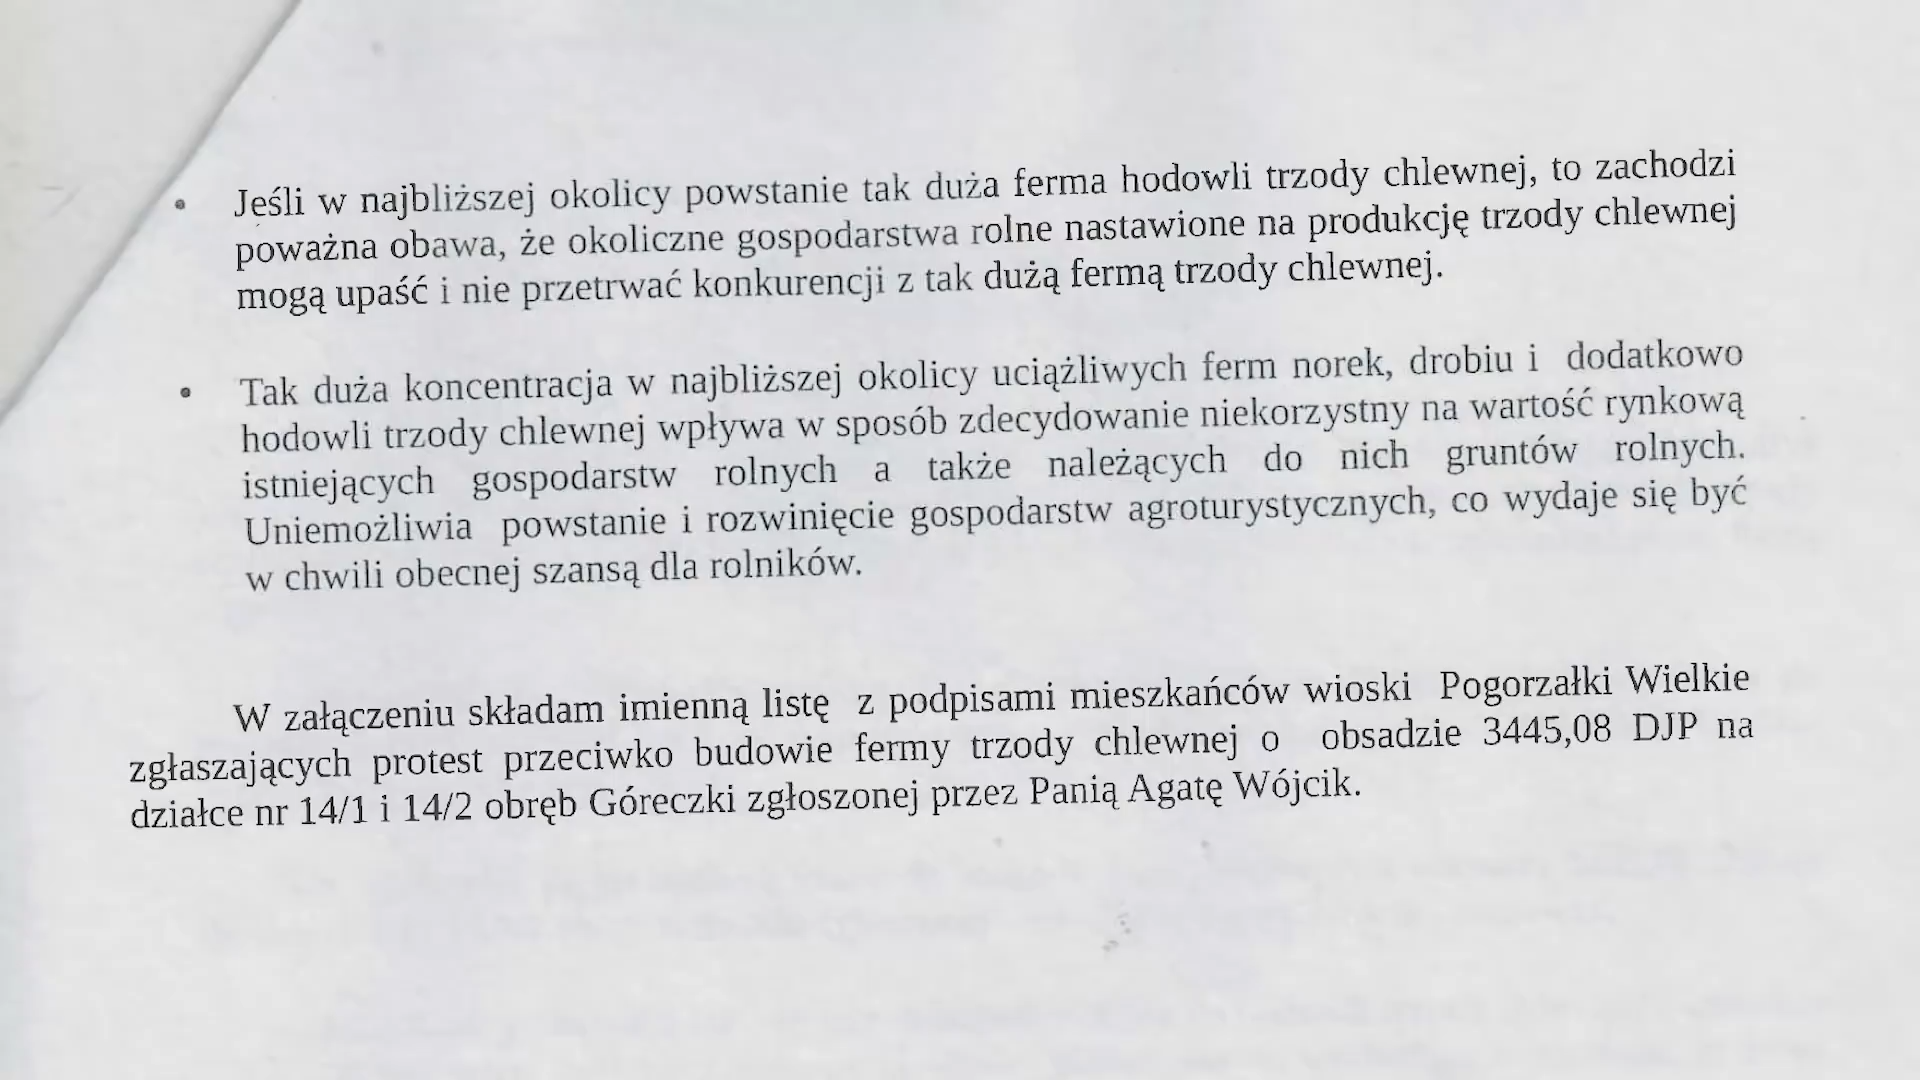 • Jeśli w najbliższej okolicy powstanie tak duża ferma hodowli trzody chlewnej, to zachodzi
poważna obawa, że okoliczne gospodarstwa rolne nastawione na produkcję trzody chlewnej
mogą upaść i nie przetrwać konkurencji z tak dużą fermą trzody chlewnej.
• Tak duża koncentracja w najbliższej okolicy uciążliwych ferm norek, drobiu i dodatkowo
hodowli trzody chlewnej wpływa w sposób zdecydowanie niekorzystny na wartość rynkową
istniejących gospodarstw rolnych a także należących do nich gruntów rolnych.
Uniemożliwia powstanie i rozwinięcie gospodarstw agroturystycznych, co wydaje się być
w chwili obecnej szansą dla rolników.
W załączeniu składam imienną listę z podpisami mieszkańców wioski Pogorzałki Wielkie
zgłaszających protest przeciwko budowie fermy trzody chlewnej o obsadzie 3445,08 DJP na
działce nr 14/1 i 14/2 obręb Góreczki zgłoszonej przez Panią Agatę Wójcik.